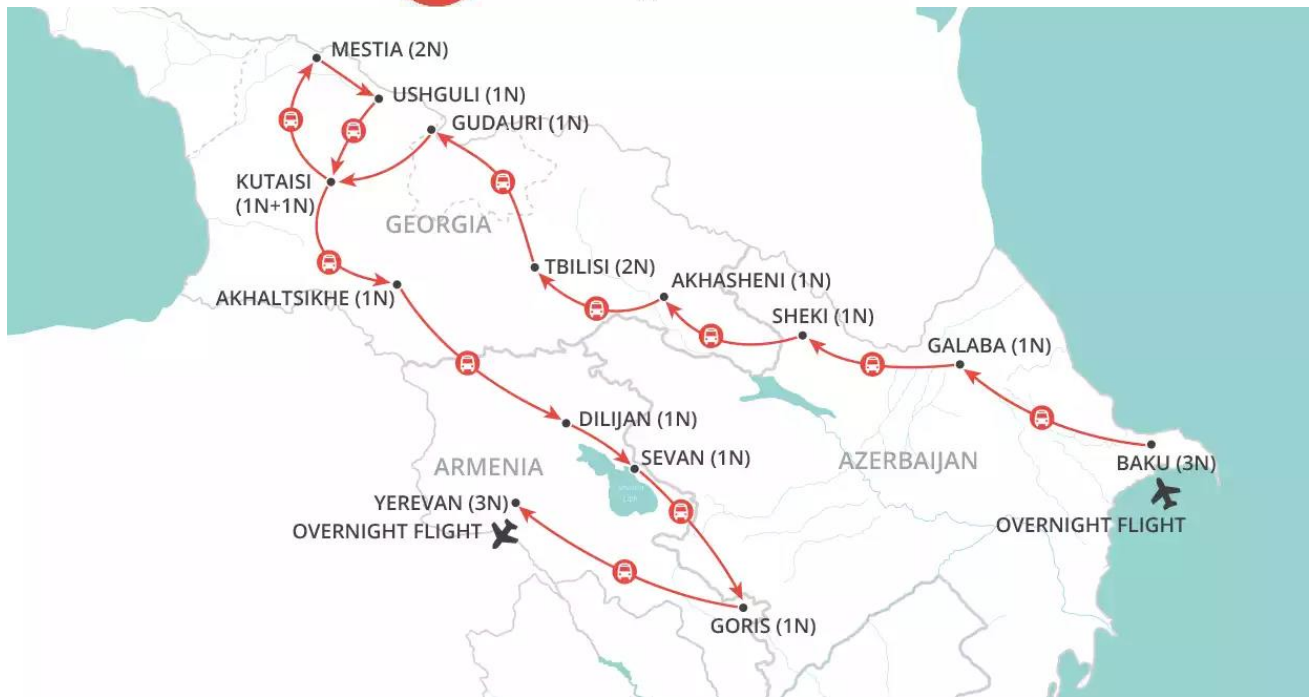 MESTIA (2N)
USHGULI (1N)
GUDAURI (1N)
KUTAISI
(1N+1N)
GEORGIA
TBILISI (2N)
AKHASHENI (1N)
AKHALTSIKHE (1N)
SHEKI (1N)
GALABA (1N)
DILIJAN (1N)
SEVAN (1N)
ARMENIA
AZERBAIJAN
BAKU (3N)
YEREVAN (3N)
OVERNIGHT FLIGHT
OVERNIGHT FLIGHT
GORIS (1N)